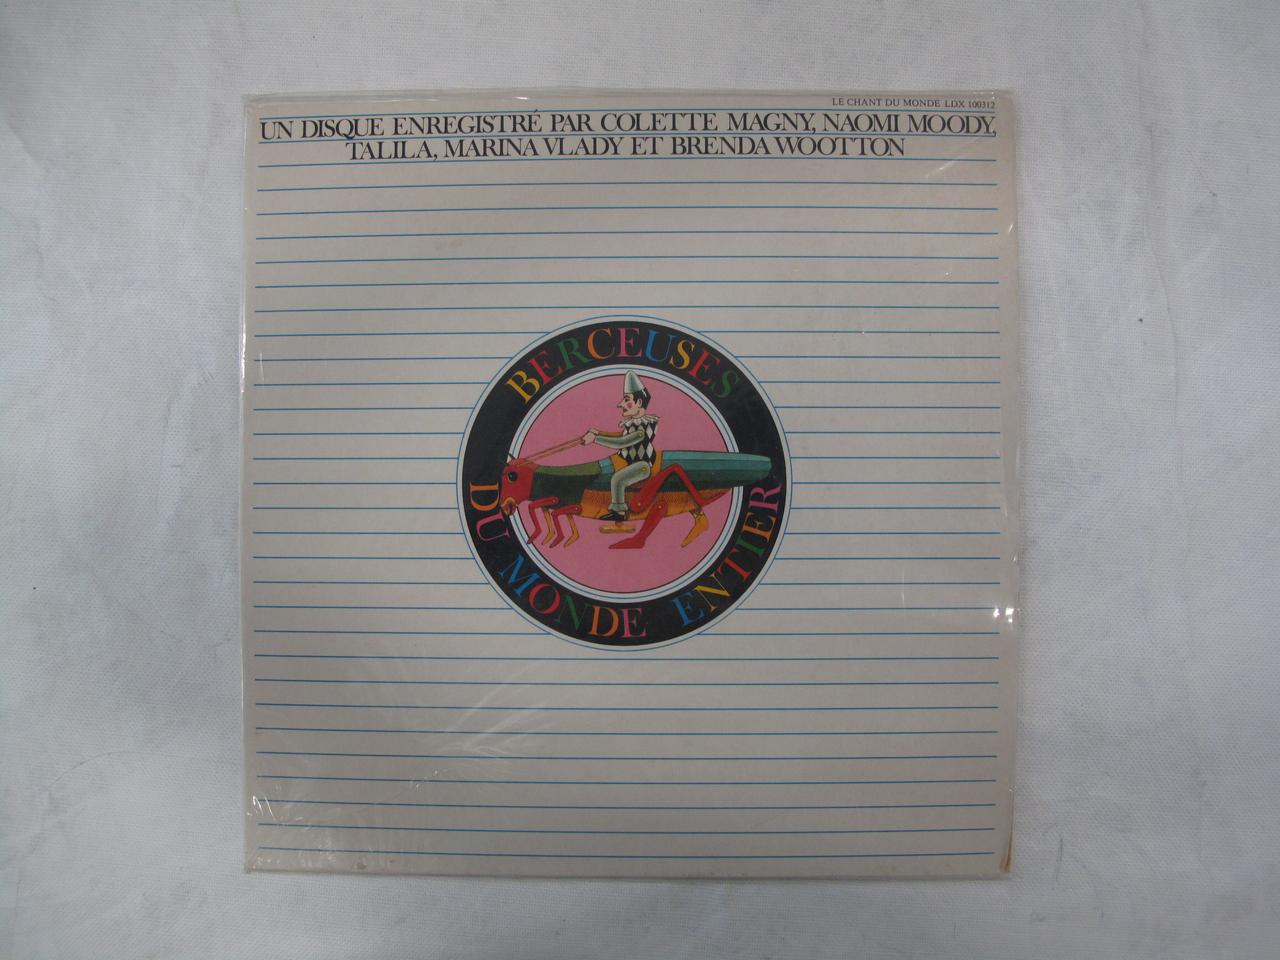 LE CHANT DU MONDE LDX 100312
UN DISQUE ENREGISTRÉ PAR COLETTE MAGNY, NAOMI MOODY,
TALILA, MARINA VLADY ET BRENDA WOOTTON
BERCEUSES
DU MONDE ENTIER